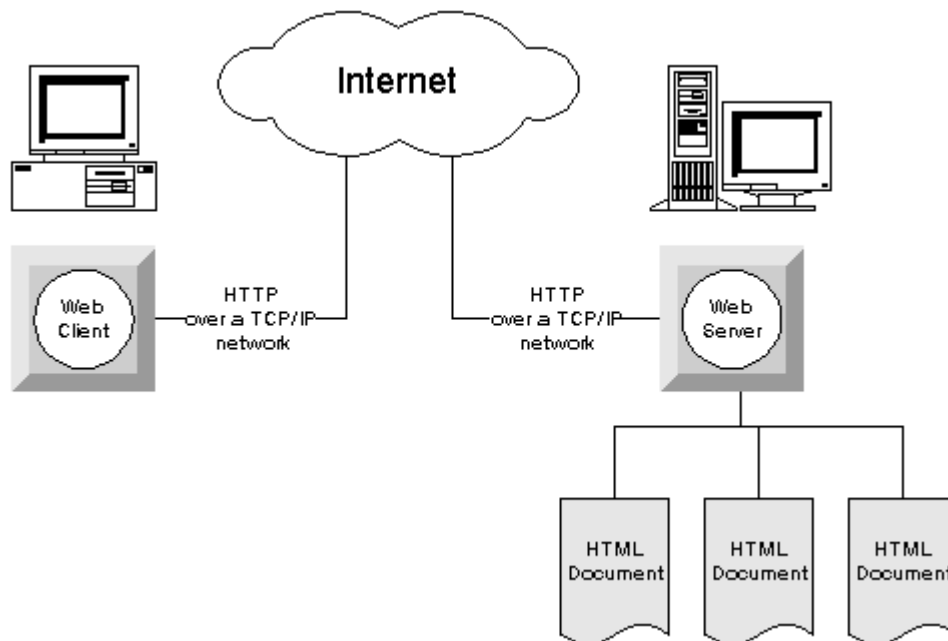 Internet
Web
Client
HTTP
over a TCP/IP
network
HTTP
over a TCP/IP
network
Web
Server
HTML
Document
HTML
Document
HTML
Document